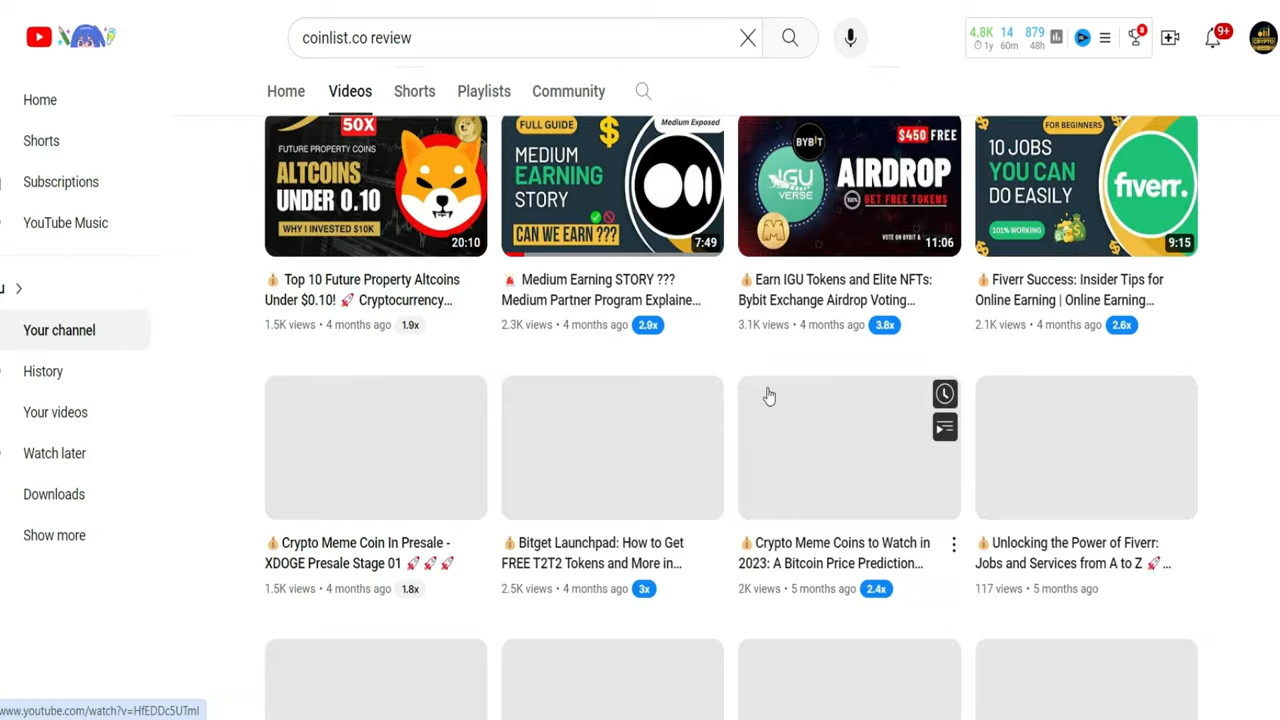 coinlist.co review
4.8K 14 879
1y 60m 48h
8
9+
CRYPTO
Home
Shorts
Subscriptions
YouTube Music
u
Your channel
History
Your videos
Watch later
Downloads
Show more
Home Videos Shorts Playlists Community
50X
FUTURE PROPERTY COINS
ALTCOINS
UNDER 0.10
WHY I INVESTED $10K
20:10
💰 Top 10 Future Property Altcoins
Under $0.10! 🚀 Cryptocurrency...
1.5K views • 4 months ago 1.9x
FULL GUIDE
Medium Exposed
MEDIUM
EARNING
STORY
CAN WE EARN ???
7:49
🚨 Medium Earning STORY ???
Medium Partner Program Explaine...
2.3K views • 4 months ago 2.9x
BYBIT
$450 FREE
IGU
VERSE
AIRDROP
100% GET FREE TOKENS
VOTE ON BYBIT &
11:06
💰 Earn IGU Tokens and Elite NFTs:
Bybit Exchange Airdrop Voting...
3.1K views • 4 months ago 3.8x
FOR BEGINNERS
10 JOBS
YOU CAN
DO EASILY
fiverr.
101% WORKING
9:15
💰 Fiverr Success: Insider Tips for
Online Earning | Online Earning...
2.1K views • 4 months ago 2.6x
💰 Crypto Meme Coin In Presale -
XDOGE Presale Stage 01 🚀 🚀 🚀
1.5K views • 4 months ago 1.8x
💰 Bitget Launchpad: How to Get
FREE T2T2 Tokens and More in...
2.5K views • 4 months ago 3x
💰 Crypto Meme Coins to Watch in
2023: A Bitcoin Price Prediction...
2K views • 5 months ago 2.4x
💰 Unlocking the Power of Fiverr:
Jobs and Services from A to Z 🚀...
117 views • 5 months ago
www.youtube.com/watch?v=HfEDDc5UTmI